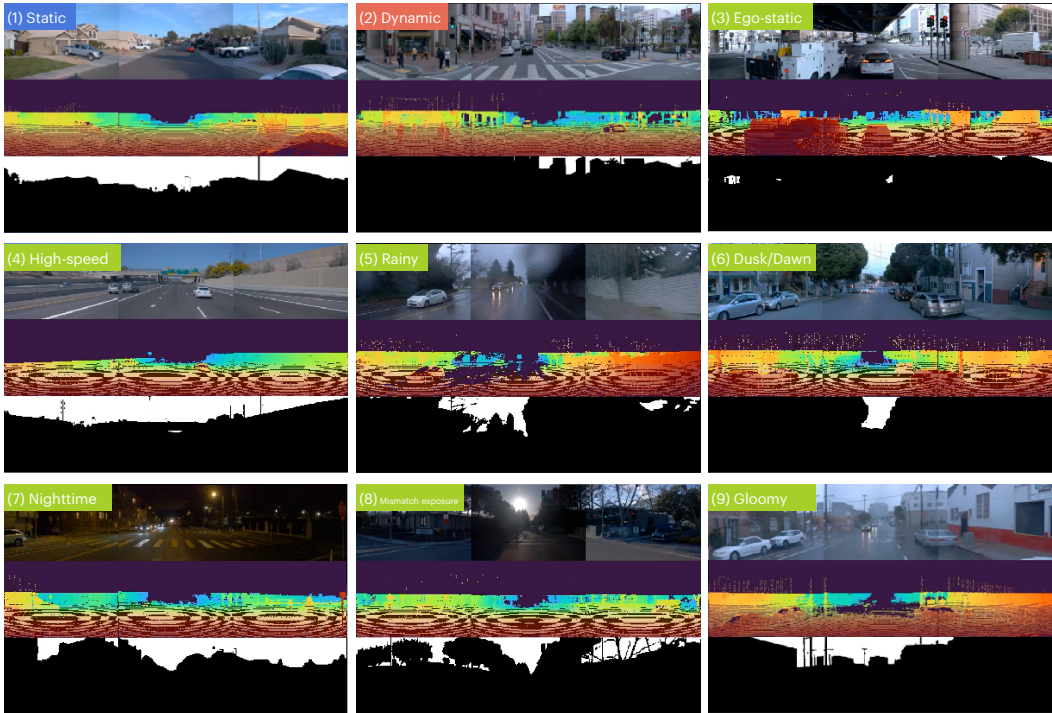 (1) Static
(2) Dynamic
(3) Ego-static
(4) High-speed
(5) Rainy
(6) Dusk/Dawn
(7) Nighttime
(8) Mismatch exposure
(9) Gloomy